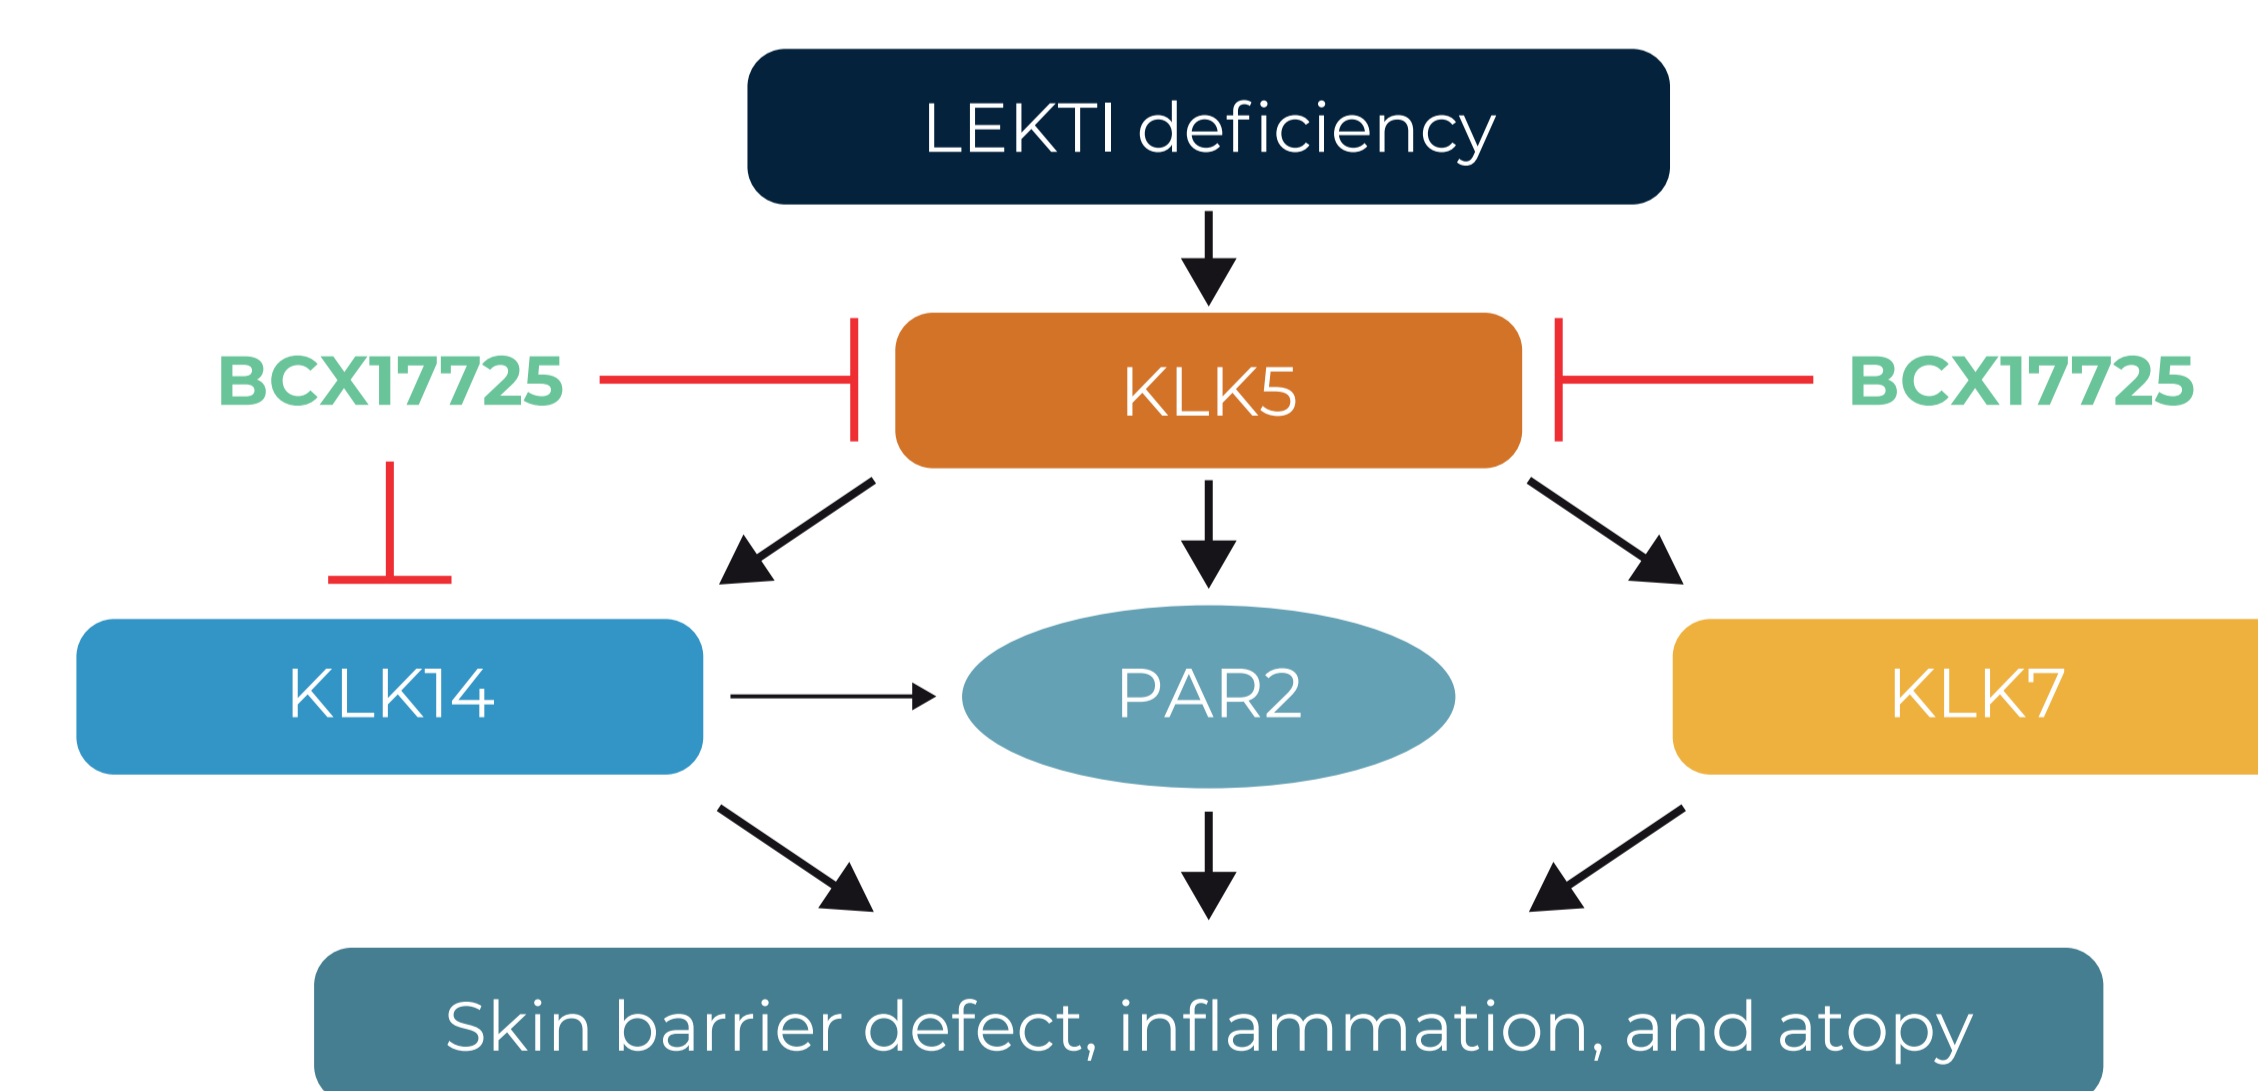 LEKTI deficiency
BCX17725
KLK5
BCX17725
KLK14
PAR2
KLK7
Skin barrier defect, inflammation, and atopy